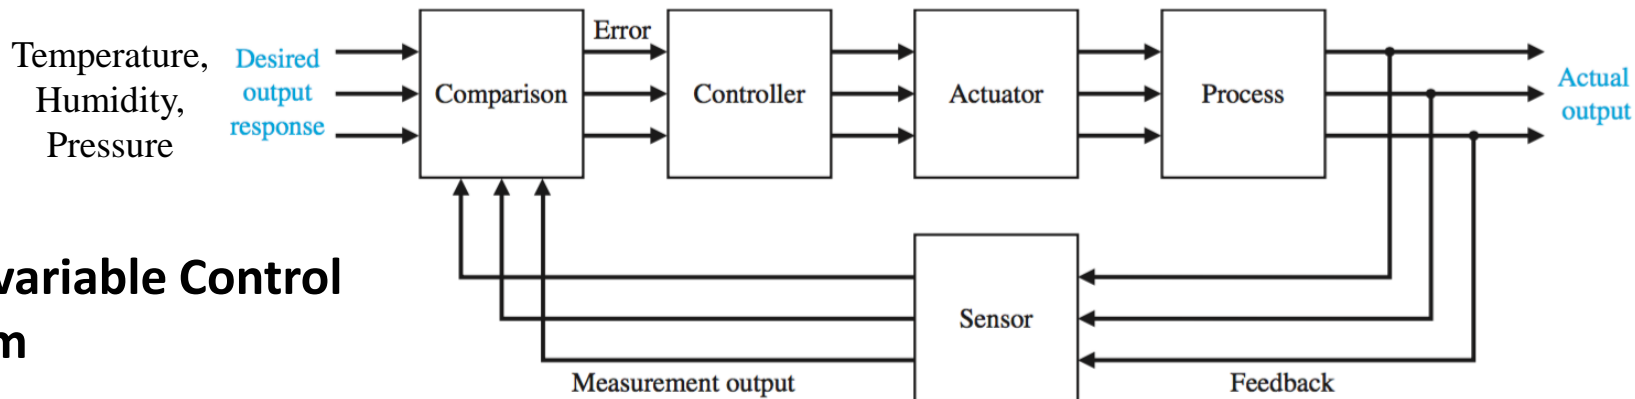 Temperature,
Humidity,
Pressure
Desired
output
response
Error
Comparison
Controller
Actuator
Process
Actual
output
variable Control
m
Sensor
Measurement output
Feedback